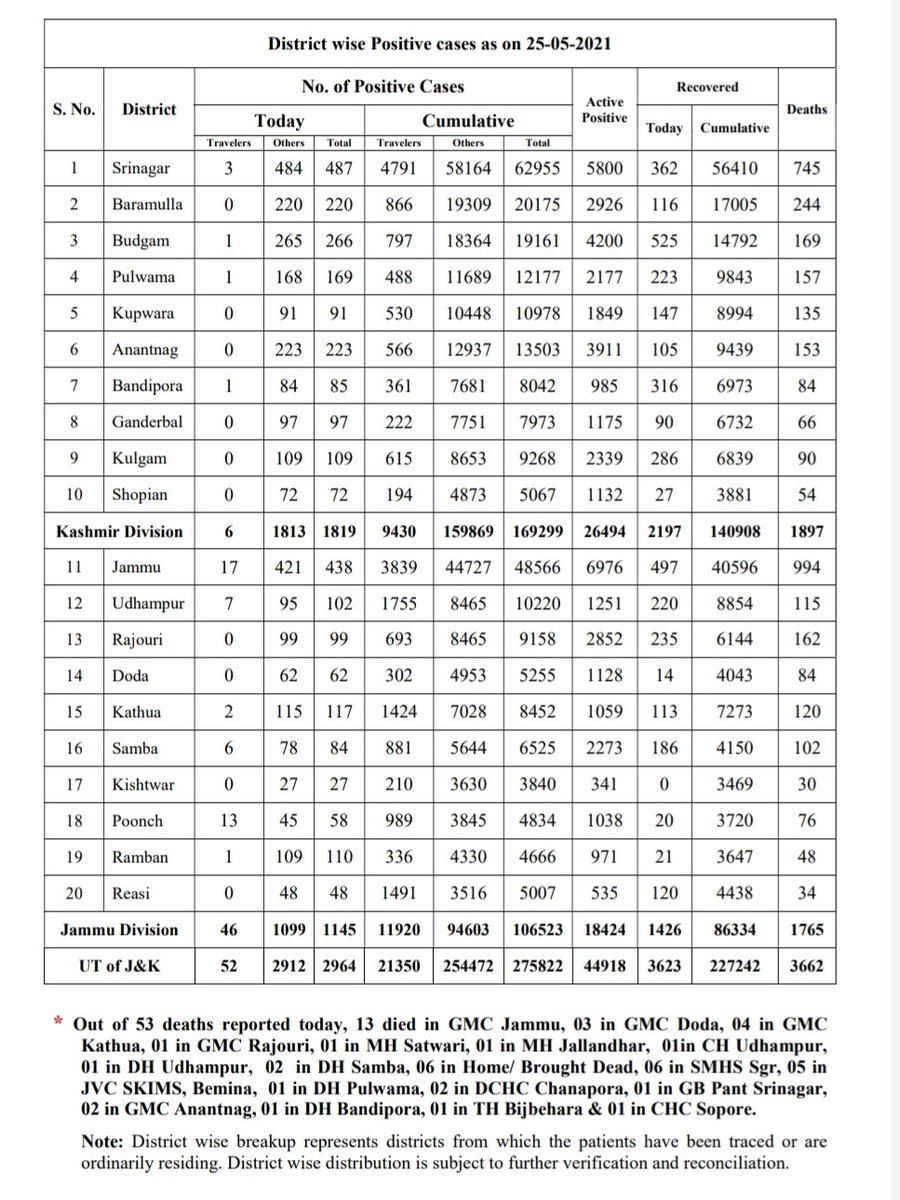 District wise Positive cases as on 25-05-2021
S. No. District No. of Positive Cases Active Positive Recovered Deaths
Today Cumulative Today Cumulative
Travelers Others Total Travelers Others Total
1 Srinagar 3 484 487 4791 58164 62955 5800 362 56410 745
2 Baramulla 0 220 220 866 19309 20175 2926 116 17005 244
3 Budgam 1 265 266 797 18364 19161 4200 525 14792 169
4 Pulwama 1 168 169 488 11689 12177 2177 223 9843 157
5 Kupwara 0 91 91 530 10448 10978 1849 147 8994 135
6 Anantnag 0 223 223 566 12937 13503 3911 105 9439 153
7 Bandipora 1 84 85 361 7681 8042 985 316 6973 84
8 Ganderbal 0 97 97 222 7751 7973 1175 90 6732 66
9 Kulgam 0 109 109 615 8653 9268 2339 286 6839 90
10 Shopian 0 72 72 194 4873 5067 1132 27 3881 54
Kashmir Division 6 1813 1819 9430 159869 169299 26494 2197 140908 1897
11 Jammu 17 421 438 3839 44727 48566 6976 497 40596 994
12 Udhampur 7 95 102 1755 8465 10220 1251 220 8854 115
13 Rajouri 0 99 99 693 8465 9158 2852 235 6144 162
14 Doda 0 62 62 302 4953 5255 1128 14 4043 84
15 Kathua 2 115 117 1424 7028 8452 1059 113 7273 120
16 Samba 6 78 84 881 5644 6525 2273 186 4150 102
17 Kishtwar 0 27 27 210 3630 3840 341 0 3469 30
18 Poonch 13 45 58 989 3845 4834 1038 20 3720 76
19 Ramban 1 109 110 336 4330 4666 971 21 3647 48
20 Reasi 0 48 48 1491 3516 5007 535 120 4438 34
Jammu Division 46 1099 1145 11920 94603 106523 18424 1426 86334 1765
UT of J&K 52 2912 2964 21350 254472 275822 44918 3623 227242 3662
* Out of 53 deaths reported today, 13 died in GMC Jammu, 03 in GMC Doda, 04 in GMC
Kathua, 01 in GMC Rajouri, 01 in MH Satwari, 01 in MH Jallandhar, 01in CH Udhampur,
01 in DH Udhampur, 02 in DH Samba, 06 in Home/ Brought Dead, 06 in SMHS Sgr, 05 in
JVC SKIMS, Bemina, 01 in DH Pulwama, 02 in DCHC Chanapora, 01 in GB Pant Srinagar,
02 in GMC Anantnag, 01 in DH Bandipora, 01 in TH Bijbehara & 01 in CHC Sopore.
Note: District wise breakup represents districts from which the patients have been traced or are
ordinarily residing. District wise distribution is subject to further verification and reconciliation.